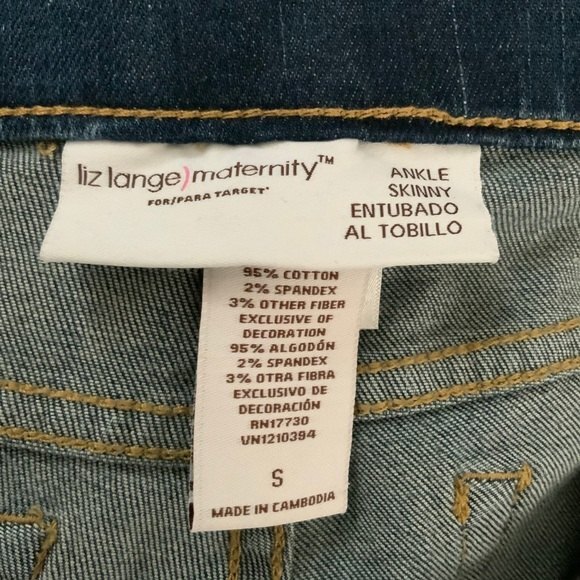 liz lange) maternity™
FOR/PARA TARGET*
ANKLE
SKINNY
ENTUBADO
AL TOBILLO
95% COTTON
2% SPANDEX
3% OTHER FIBER
EXCLUSIVE OF
DECORATION
95% ALGODÓN
2% SPANDEX
3% OTRA FIBRA
EXCLUSIVO DE
DECORACIÓN
RN17730
VN1210394
S
MADE IN CAMBODIA